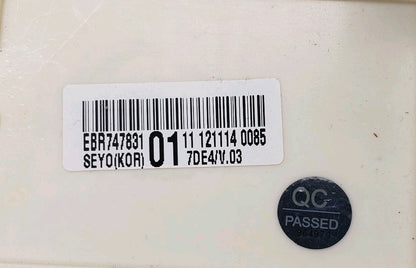 EBR747831 01 11 121114 0085
SEYO(KOR) 7DE4/V.03
QC
PASSED